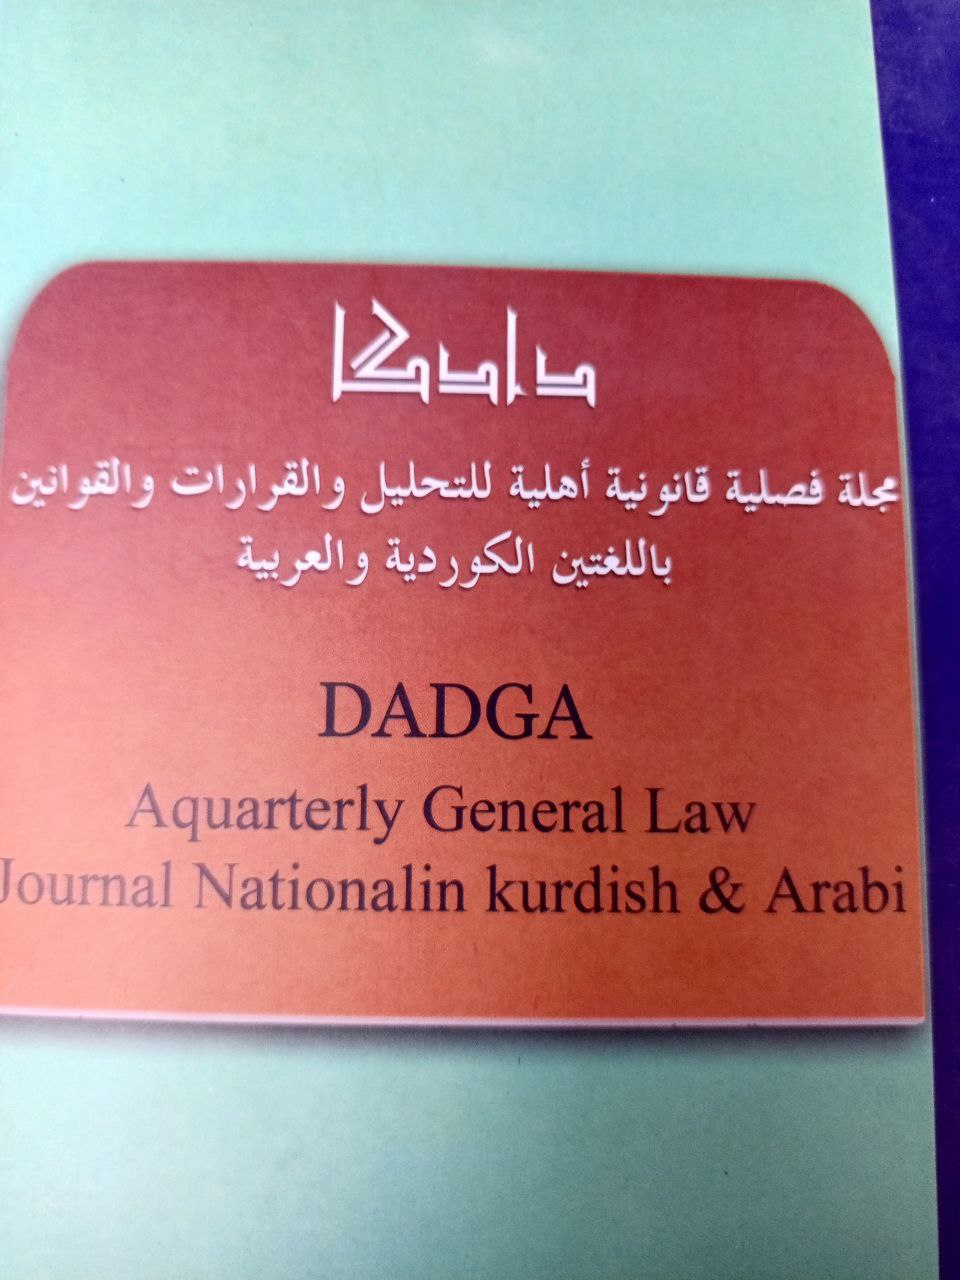 دادگا
مجلة فصلية قانونية أهلية للتحليل والقرارات والقوانين
باللغتين الكوردية والعربية
DADGA
Aquarterly General Law
Journal Nationalin kurdish & Arabi